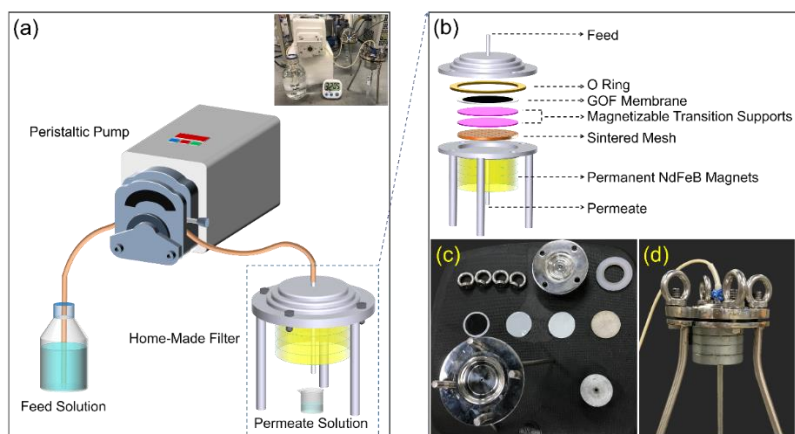 (a)
Peristaltic Pump
Home-Made Filter
Feed Solution
Permeate Solution
(b)
Feed
O Ring
GOF Membrane
Magnetizable Transition Supports
Sintered Mesh
Permanent NdFeB Magnets
Permeate
(c)
(d)